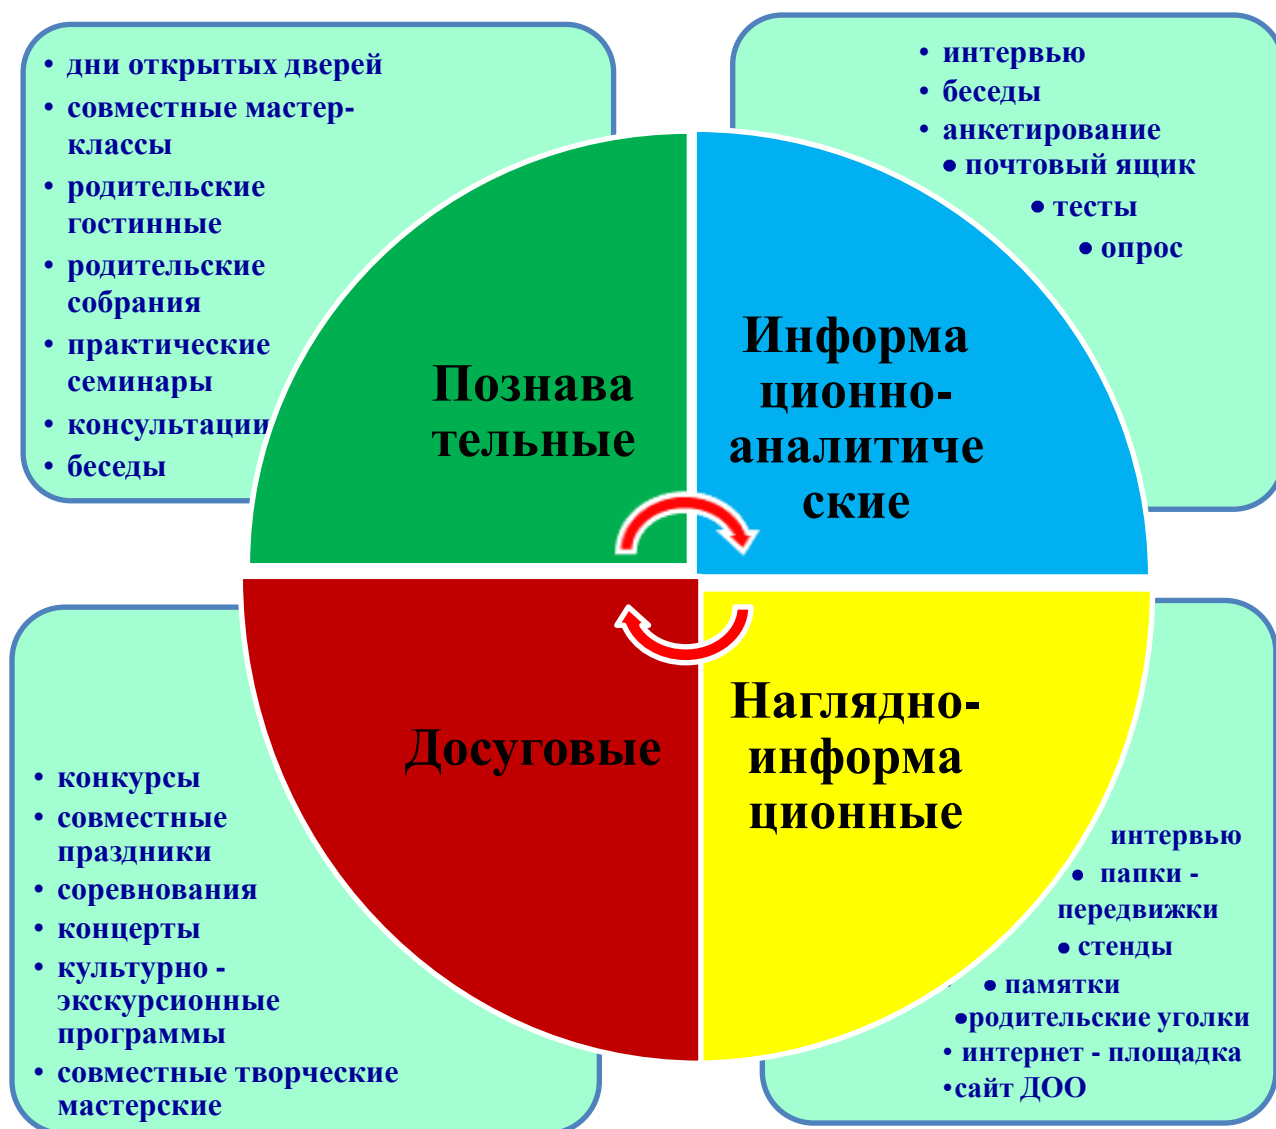 • дни открытых дверей
• совместные мастер-
классы
• родительские
гостинные
• родительские
собрания
• практические
семинары
• консультации
• беседы
• интервью
• беседы
• анкетирование
• почтовый ящик
• тесты
• опрос
Познава
тельные
Информа
ционно-
аналитиче
ские
Досуговые
Наглядно-
информа
ционные
• конкурсы
• совместные
праздники
• соревнования
• концерты
• культурно -
экскурсионные
программы
• совместные творческие
мастерские
интервью
• папки -
передвижки
• стенды
• памятки
•родительские уголки
• интернет - площадка
•сайт ДОО